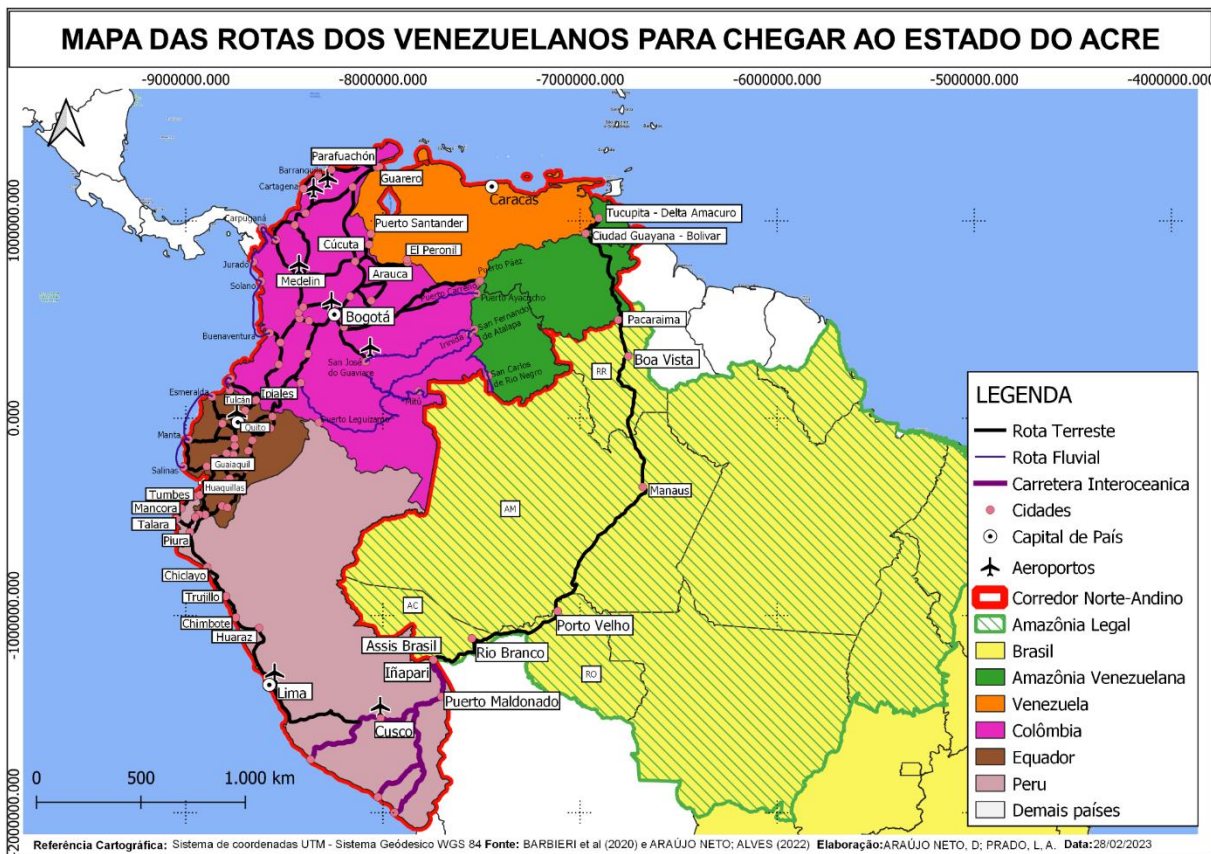 MAPA DAS ROTAS DOS VENEZUELANOS PARA CHEGAR AO ESTADO DO ACRE
-9000000.000 -8000000.000 -7000000.000 -6000000.000 -5000000.000 -4000000.000
1000000.000
0.000
-1000000.000
-2000000.000
Parafuachón
Barranquila
Cartagena
Guarero
Caracas
Tucupita - Delta Amacuro
Carpuganá
Puerto Santander
Ciudad Guayana - Bolivar
Cúcuta
El Peronil
Jurado
Arauca
Medelin
Puerto Páez
Solano
Puerto Carreño
Puerto Ayacucho
Bogotá
Pacaraima
Buenaventura
San Fernando
de Atalapa
Inínida
San José
do Guaviare
Boa Vista
RR
San Carlos
de Rio Negro
Esmeralda
Ipiales
Tulcán
Mitú
Quito
Puerto Leguizardo
Manta
Guaiaquil
Salinas
Huaquillas
Manaus
Tumbes
Mancora
AM
Talara
Piura
Chiclayo
Trujillo
AC
Chimbote
Porto Velho
Huaraz
Assis Brasil
Rio Branco
Iñapari
RO
Lima
Puerto Maldonado
Cusco
0 500 1.000 km
LEGENDA
Rota Terreste
Rota Fluvial
Carretera Interoceanica
Cidades
Capital de País
Aeroportos
Corredor Norte-Andino
Amazônia Legal
Brasil
Amazônia Venezuelana
Venezuela
Colômbia
Equador
Peru
Demais países
Referência Cartográfica: Sistema de coordenadas UTM - Sistema Geódesico WGS 84 Fonte: BARBIERI et al (2020) e ARAÚJO NETO; ALVES (2022) Elaboração:ARAÚJO NETO, D; PRADO, L, A. Data:28/02/2023